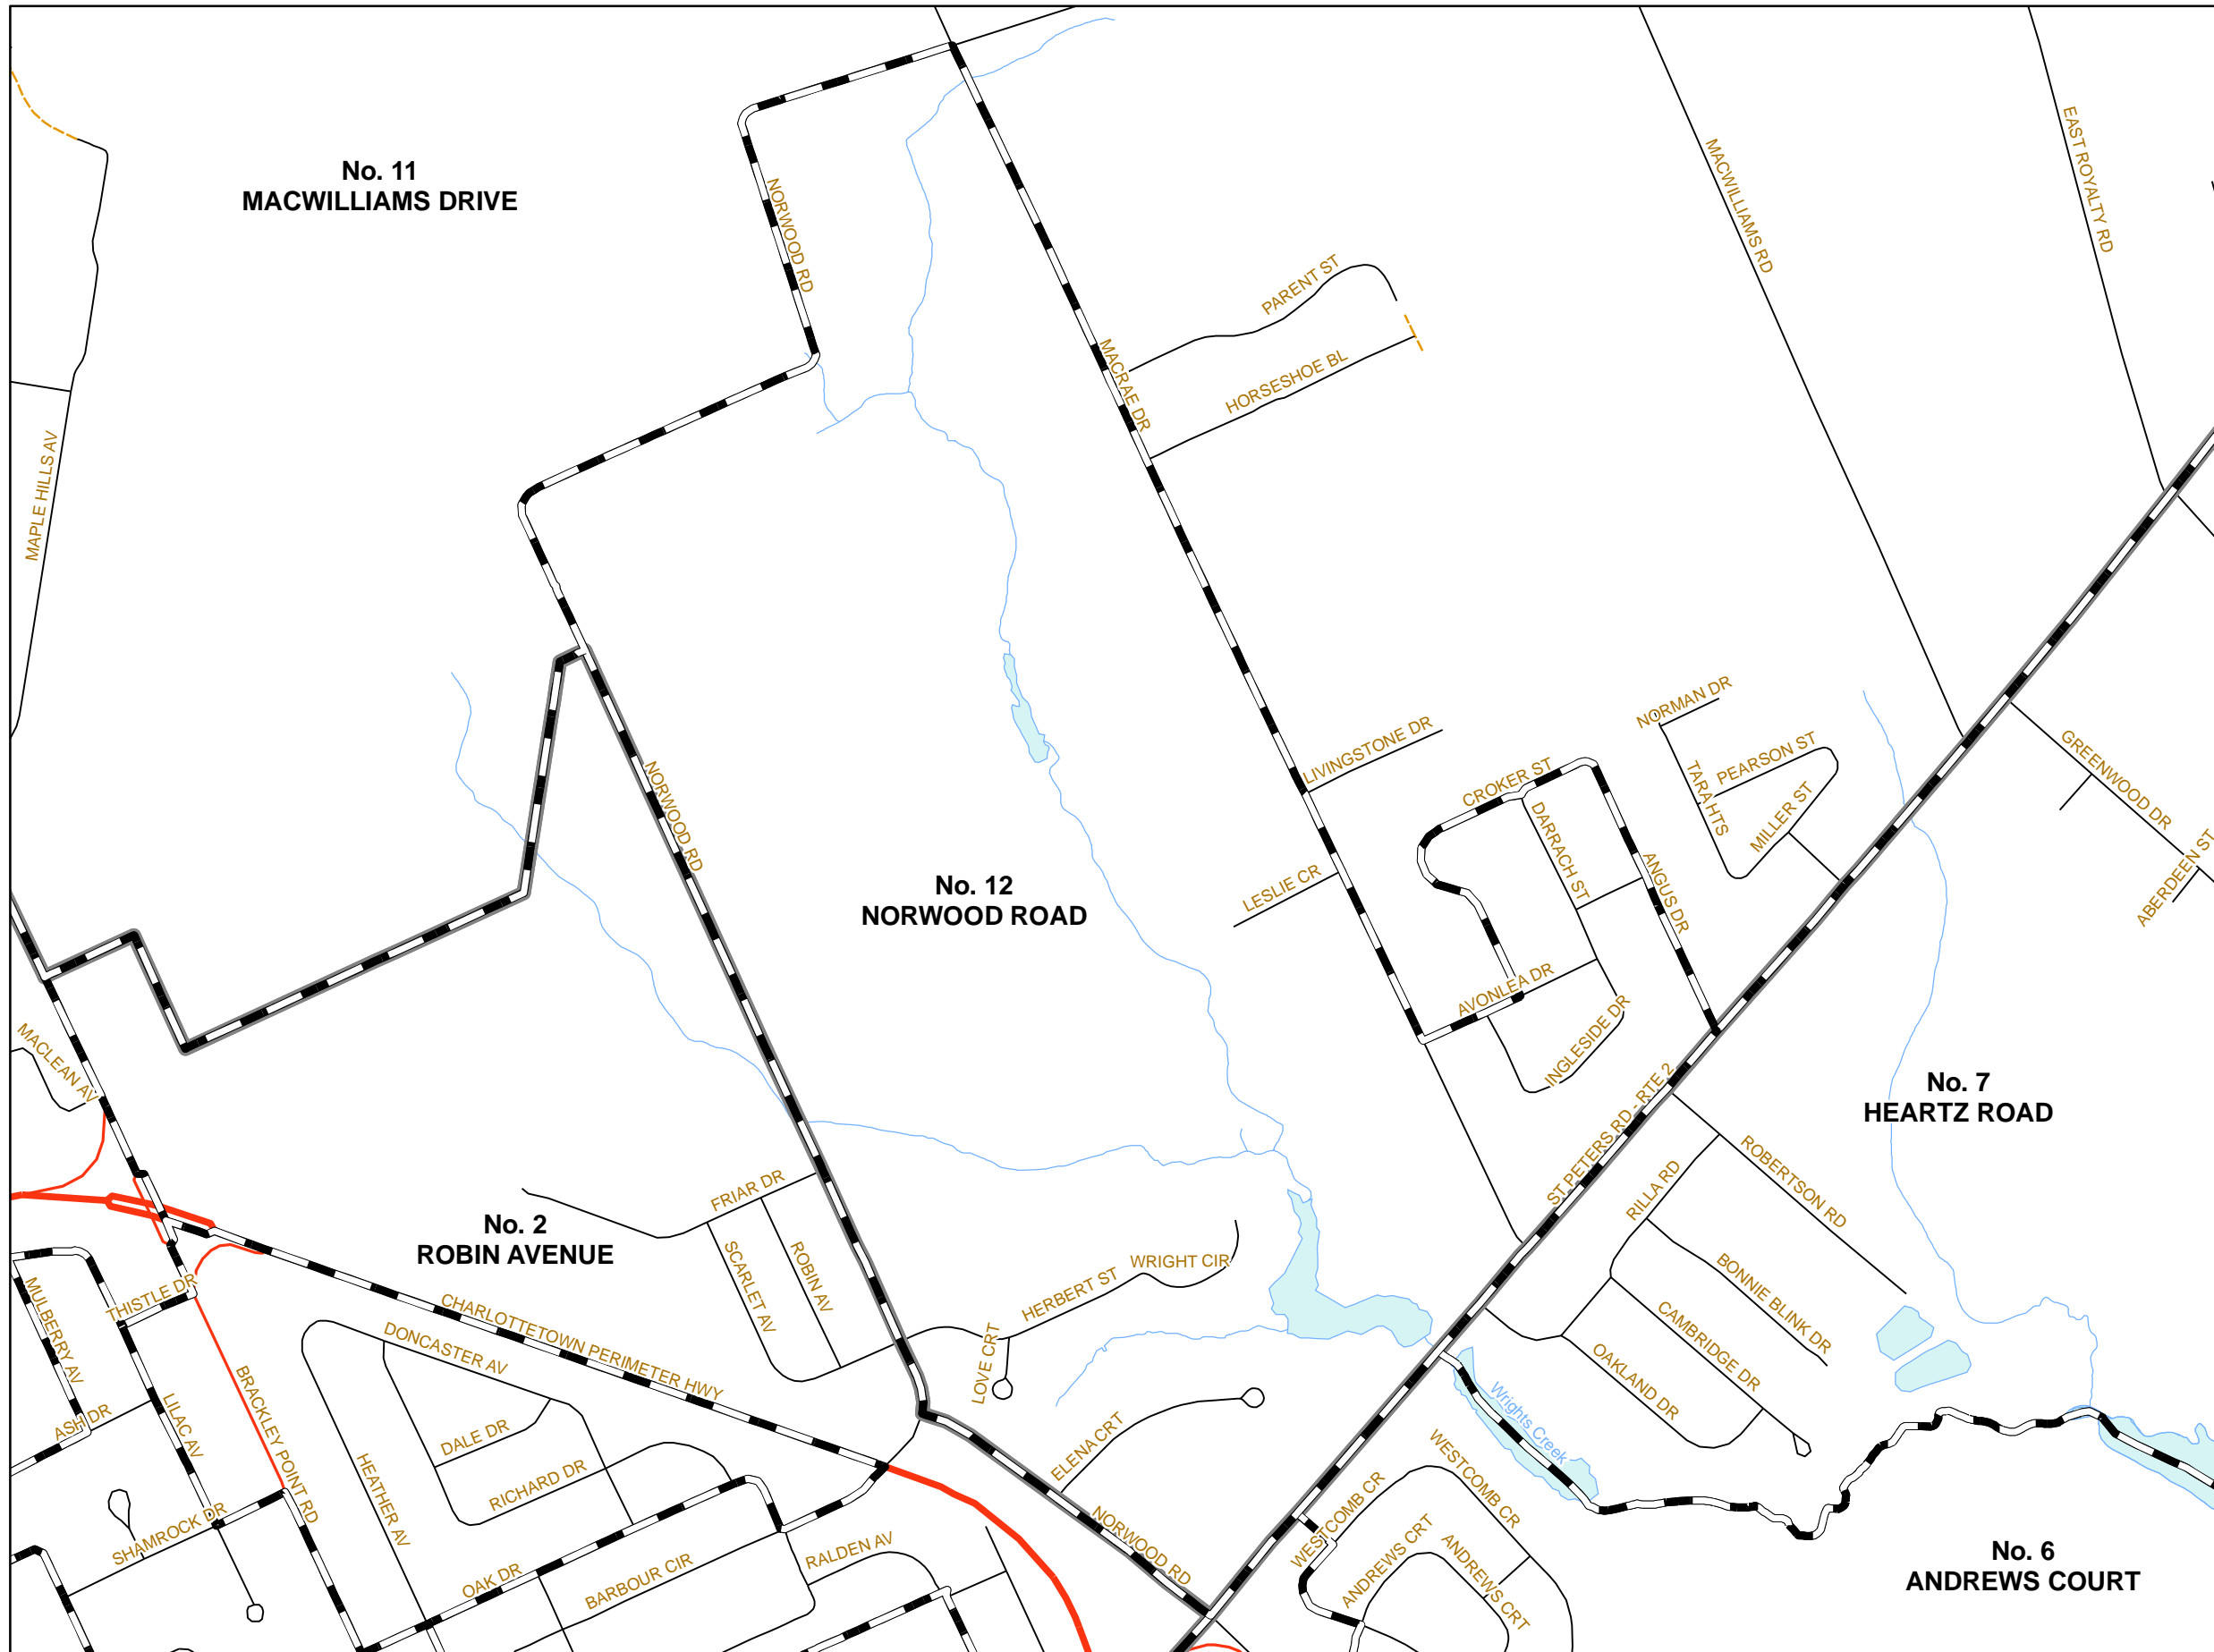 No. 11
MACWILLIAMS DRIVE
NORWOOD RD
MACWILLIAMS RD
EAST ROYALTY RD
PARENT ST
HORSESHOE BL
MACRAE DR
MAPLE HILLS AV
NORMAN DR
LIVINGSTONE DR
CROKER ST
PEARSON ST
TARA HTS
MILLER ST
GREENWOOD DR
NORWOOD RD
DARRACH ST
ANGUS DR
ABERDEEN ST
No. 12
NORWOOD ROAD
LESLIE CR
AVONLEA DR
INGLESIDE DR
MACLEAN AV
ST PETERS RD - RTE 2
No. 7
HEARTZ ROAD
ROBERTSON RD
RILLA RD
FRIAR DR
No. 2
ROBIN AVENUE
SCARLET AV
ROBIN AV
WRIGHT CIR
HERBERT ST
BONNIE BLINK DR
THISTLE DR
MULBERRY AV
CHARLOTTETOWN PERIMETER HWY
DONCASTER AV
LOVE CRT
CAMBRIDGE DR
OAKLAND DR
BRACKLEY POINT RD
LILAC AV
ASH DR
DALE DR
Wrights Creek
ELENA CRT
WESTCOMB CR
HEATHER AV
RICHARD DR
WESTCOMB CR
SHAMROCK DR
NORWOOD RD
ANDREWS CRT
ANDREWS CRT
OAK DR
BARBOUR CIR
RALDEN AV
No. 6
ANDREWS COURT